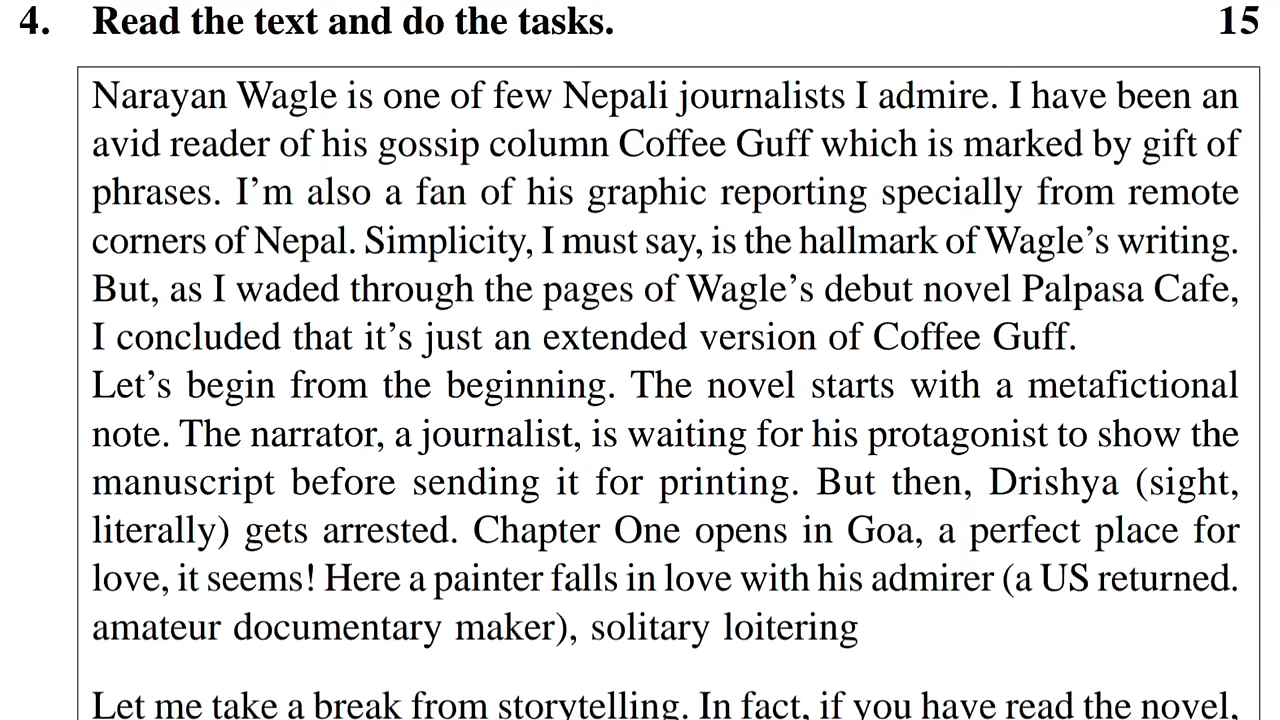 4. Read the text and do the tasks. 15
Narayan Wagle is one of few Nepali journalists I admire. I have been an
avid reader of his gossip column Coffee Guff which is marked by gift of
phrases. I'm also a fan of his graphic reporting specially from remote
corners of Nepal. Simplicity, I must say, is the hallmark of Wagle's writing.
But, as I waded through the pages of Wagle's debut novel Palpasa Cafe,
I concluded that it's just an extended version of Coffee Guff.
Let's begin from the beginning. The novel starts with a metafictional
note. The narrator, a journalist, is waiting for his protagonist to show the
manuscript before sending it for printing. But then, Drishya (sight,
literally) gets arrested. Chapter One opens in Goa, a perfect place for
love, it seems! Here a painter falls in love with his admirer (a US returned.
amateur documentary maker), solitary loitering
Let me take a break from storytelling. In fact, if you have read the novel,